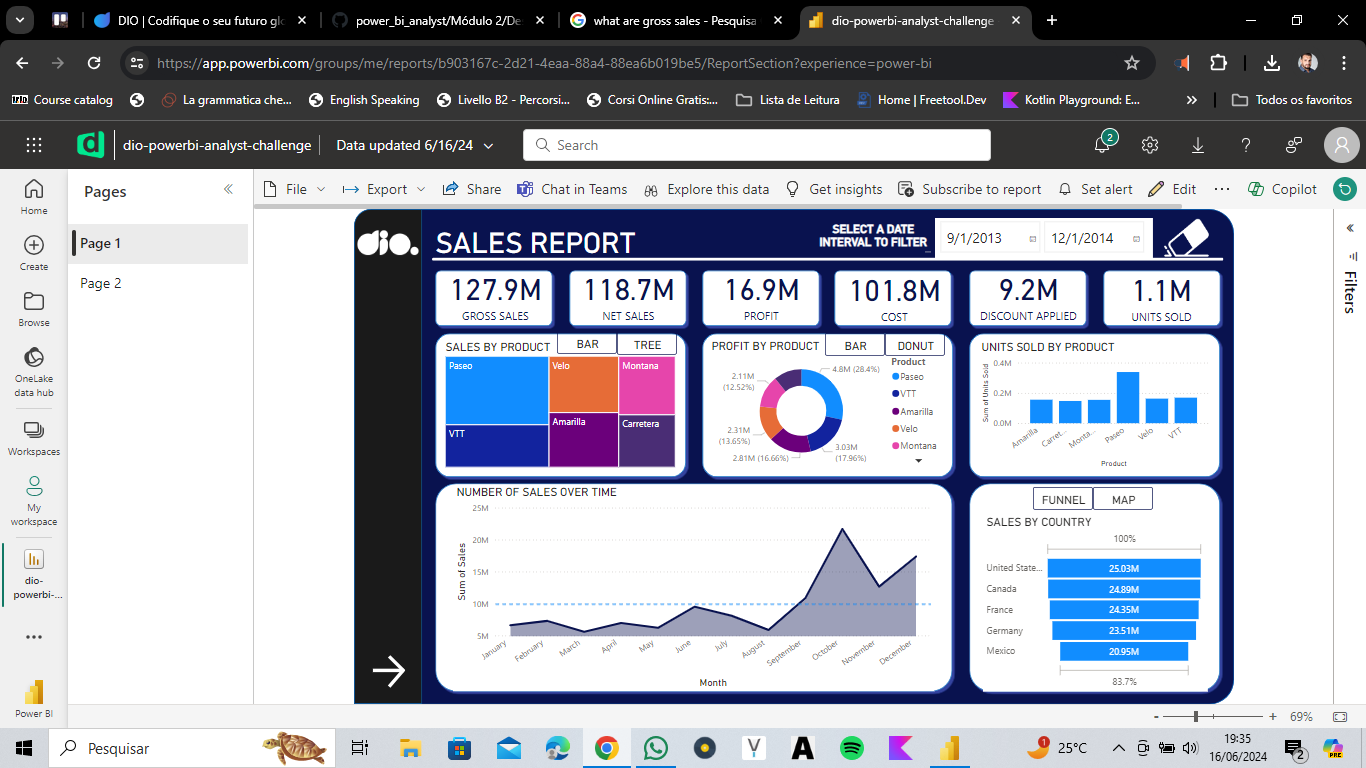 DIO | Codifique o seu futuro glo
power_bi_analyst/Módulo 2/De
what are gross sales - Pesquisa
dio-powerbi-analyst-challenge
https://app.powerbi.com/groups/me/reports/b903167c-2d21-4eaa-88a4-88ea6b019be5/ReportSection?experience=power-bi
Course catalog
La grammatica che...
English Speaking
Livello B2 - Percorsi...
Corsi Online Gratis:...
Lista de Leitura
Home | Freetool.Dev
Kotlin Playground: E...
Todos os favoritos
dio-powerbi-analyst-challenge
Data updated 6/16/24
Search
2
Home
Create
Browse
OneLake
data hub
Workspaces
My
workspace
dio-
powerbi-...
Power BI
Pages
Page 1
Page 2
File
Export
Share
Chat in Teams
Explore this data
Get insights
Subscribe to report
Set alert
Edit
Copilot
Filters
dio.
SALES REPORT
SELECT A DATE
INTERVAL TO FILTER
9/1/2013
12/1/2014
127.9M
GROSS SALES
118.7M
NET SALES
16.9M
PROFIT
101.8M
COST
9.2M
DISCOUNT APPLIED
1.1M
UNITS SOLD
SALES BY PRODUCT
BAR
TREE
Paseo
Velo
Montana
VTT
Amarilla
Carretera
PROFIT BY PRODUCT
BAR
DONUT
4.8M (28.4%)
3.03M
(17.96%)
2.81M (16.66%)
2.31M
(13.65%)
2.11M
(12.52%)
Product
Paseo
VTT
Amarilla
Velo
Montana
UNITS SOLD BY PRODUCT
Sum of Units Sold
0.4M
0.2M
0.0M
Amarilla
Carret...
Monta...
Paseo
Velo
VTT
Product
NUMBER OF SALES OVER TIME
Sum of Sales
25M
20M
15M
10M
5M
January
February
March
April
May
June
July
August
September
October
November
December
Month
FUNNEL
MAP
SALES BY COUNTRY
100%
United State...
25.03M
Canada
24.89M
France
24.35M
Germany
23.51M
Mexico
20.95M
83.7%
69%
Pesquisar
1
25°C
19:35
16/06/2024
2
PRE